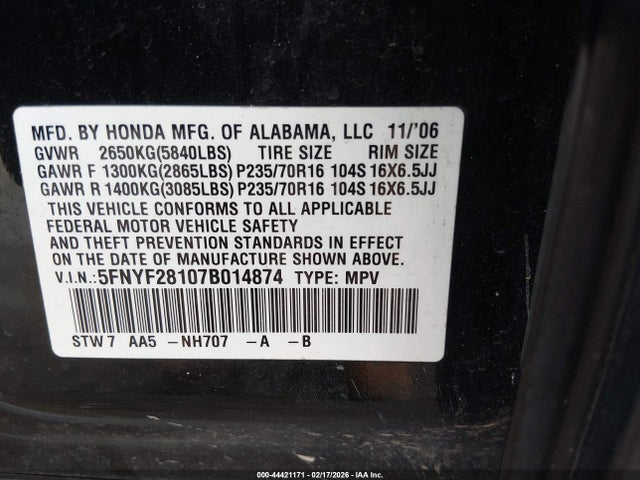 MFD. BY HONDA MFG. OF ALABAMA, LLC 11/'06
GVWR 2650KG(5840LBS) TIRE SIZE RIM SIZE
GAWR F 1300KG(2865LBS) P235/70R16 104S 16X6.5JJ
GAWR R 1400KG(3085LBS) P235/70R16 104S 16X6.5JJ
THIS VEHICLE CONFORMS TO ALL APPLICABLE
FEDERAL MOTOR VEHICLE SAFETY
AND THEFT PREVENTION STANDARDS IN EFFECT
ON THE DATE OF MANUFACTURE SHOWN ABOVE.
V.I.N.: 5FNYF28107B014874 TYPE: MPV
STW7 AA5 -NH707 -A -B
000-44421171 - 02/17/2026 - IAA Inc.